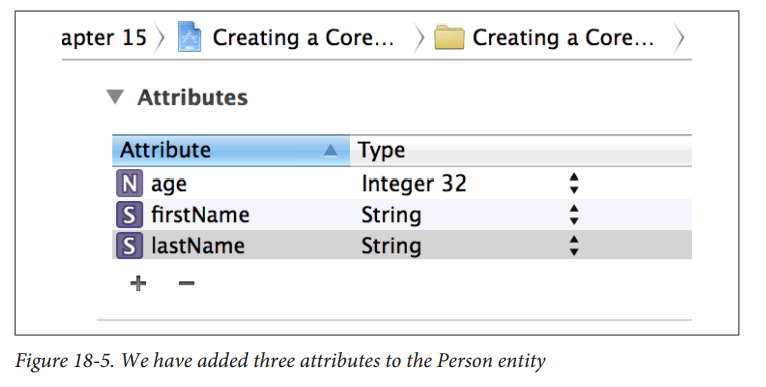 apter 15 Creating a Core... Creating a Core...
Attributes
Attribute Type
N age Integer 32
S firstName String
S lastName String
+ −
Figure 18-5. We have added three attributes to the Person entity